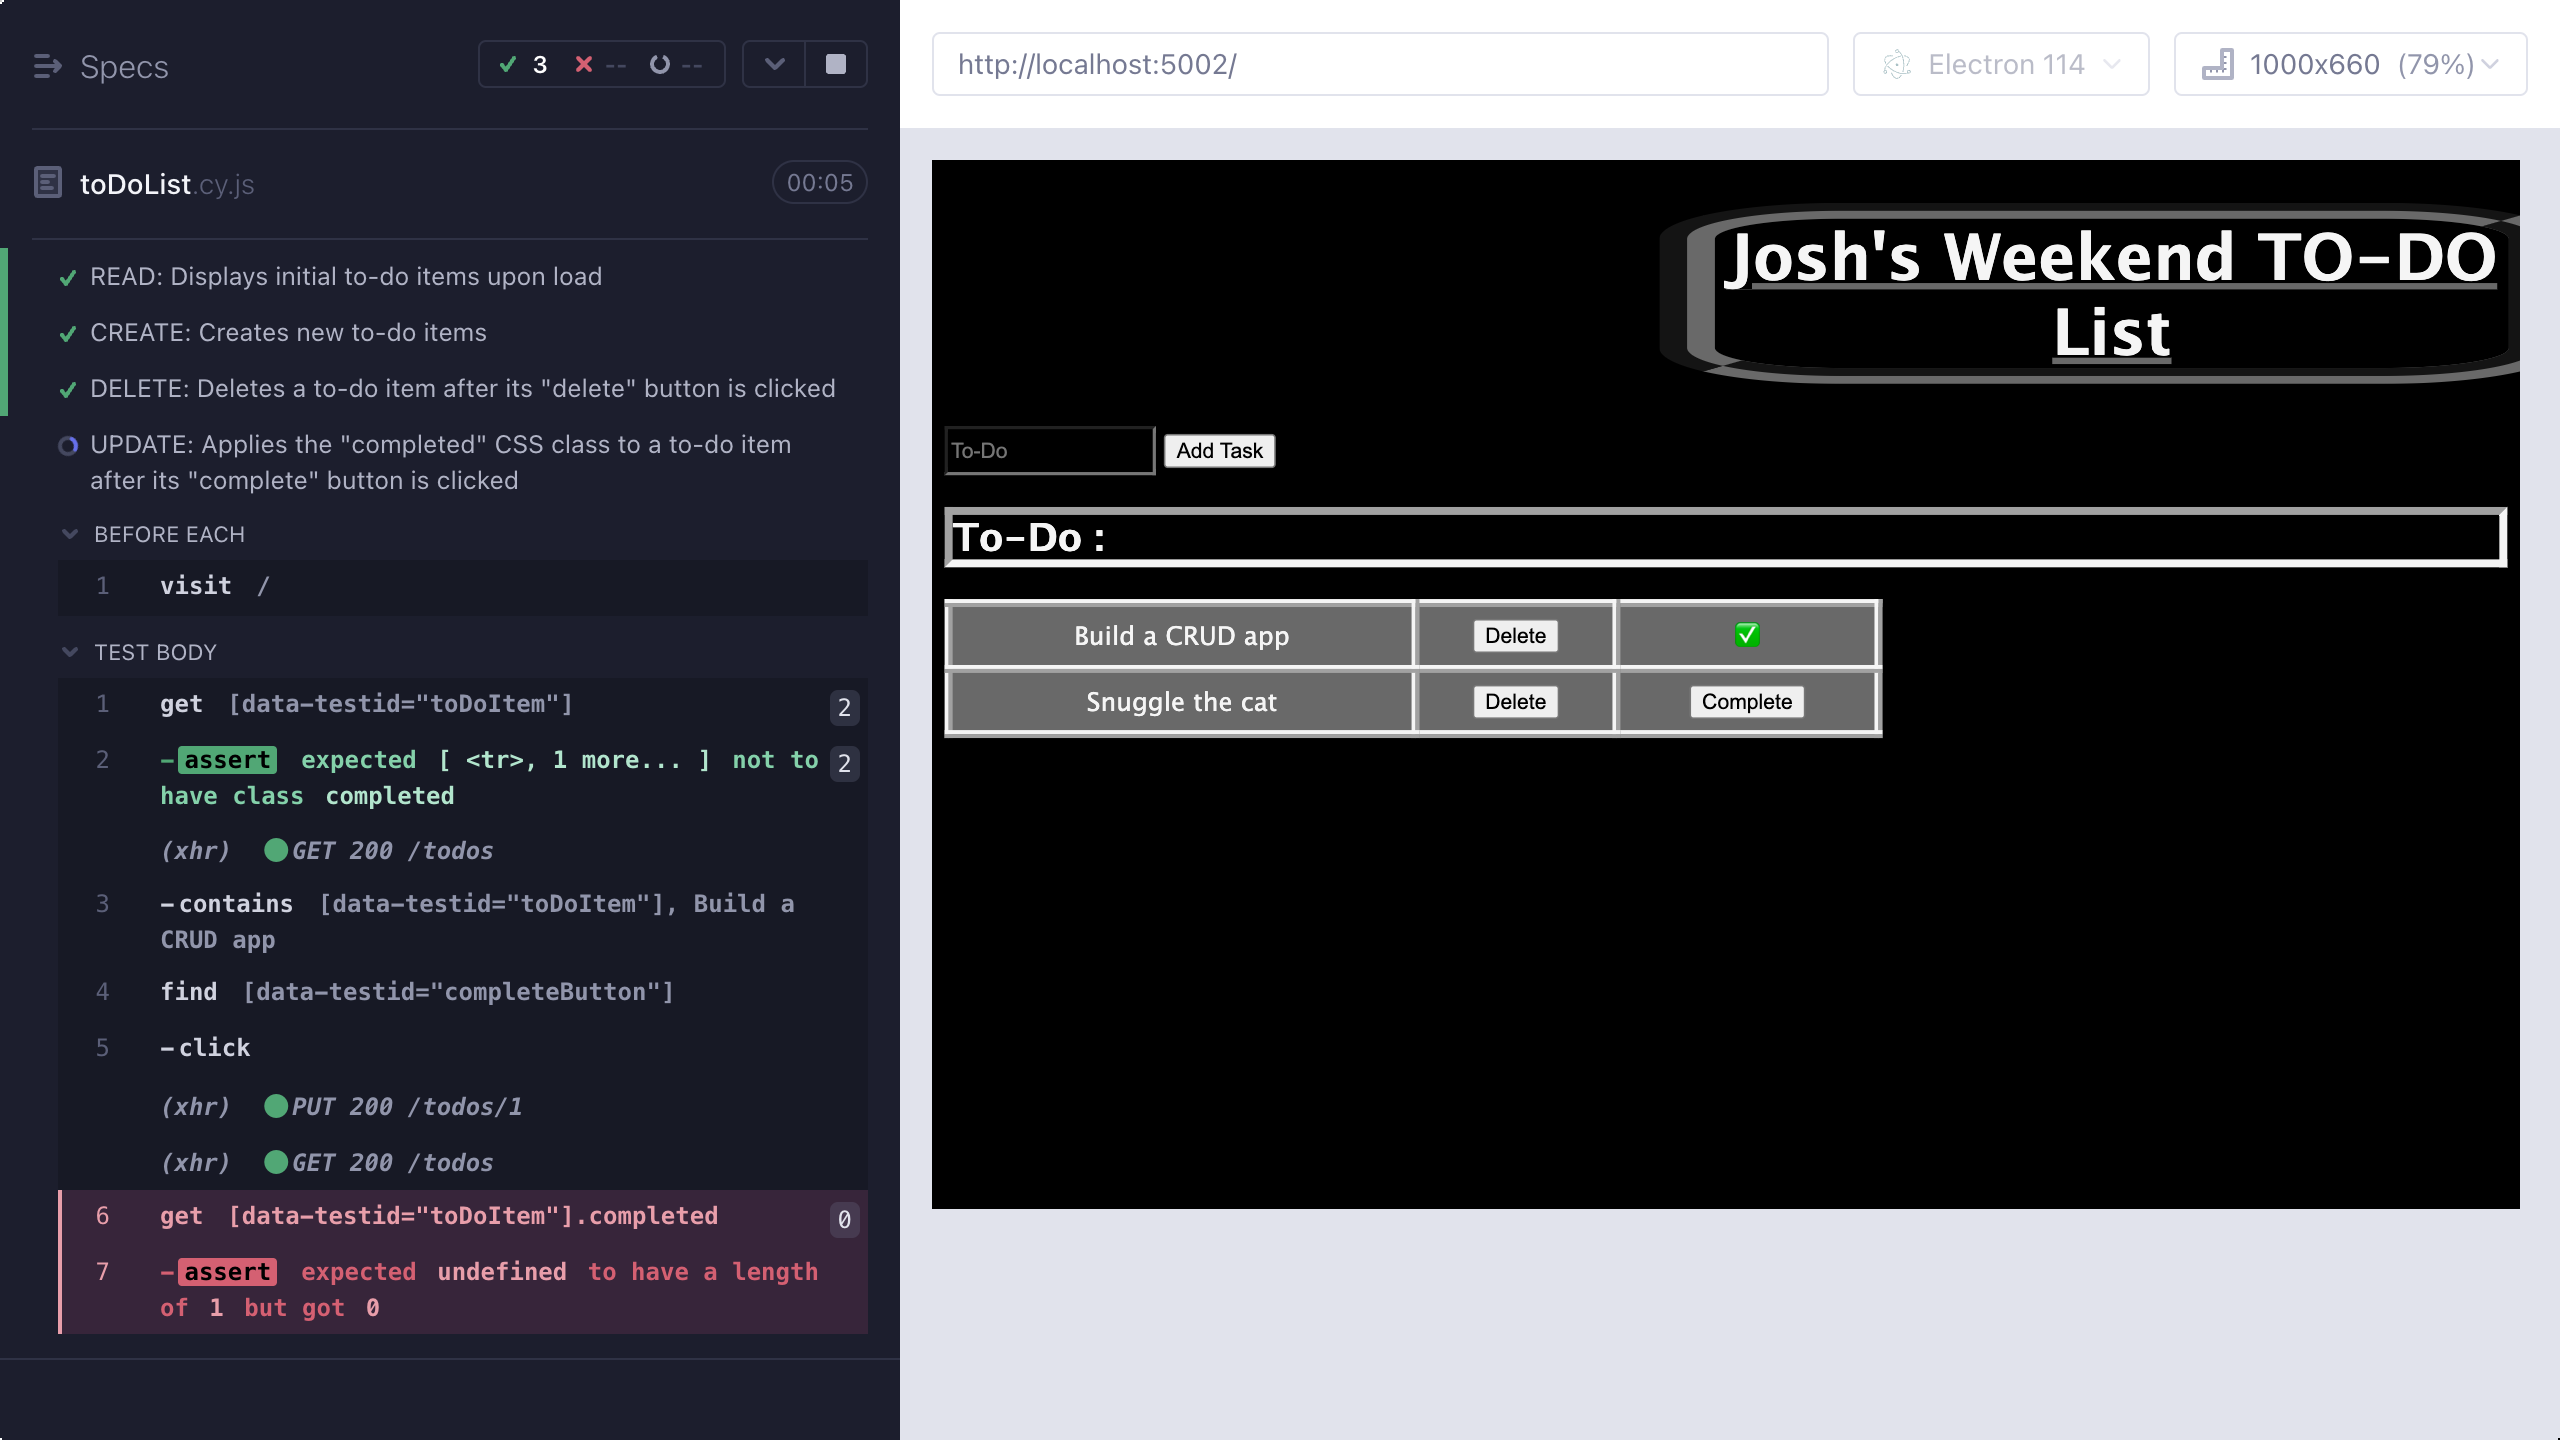 Specs
3 -- --
toDoList.cy.js
00:05
READ: Displays initial to-do items upon load
CREATE: Creates new to-do items
DELETE: Deletes a to-do item after its "delete" button is clicked
UPDATE: Applies the "completed" CSS class to a to-do item
after its "complete" button is clicked
BEFORE EACH
1 visit /
TEST BODY
1 get [data-testid="toDoItem"] 2
2 -assert expected [ <tr>, 1 more... ] not to 2
have class completed
(xhr) GET 200 /todos
3 -contains [data-testid="toDoItem"], Build a
CRUD app
4 find [data-testid="completeButton"]
5 -click
(xhr) PUT 200 /todos/1
(xhr) GET 200 /todos
6 get [data-testid="toDoItem"].completed 0
7 -assert expected undefined to have a length
of 1 but got 0
http://localhost:5002/
Electron 114
1000x660 (79%)
Josh's Weekend TO-DO
List
To-Do
Add Task
To-Do :
Build a CRUD app Delete ✅
Snuggle the cat Delete Complete